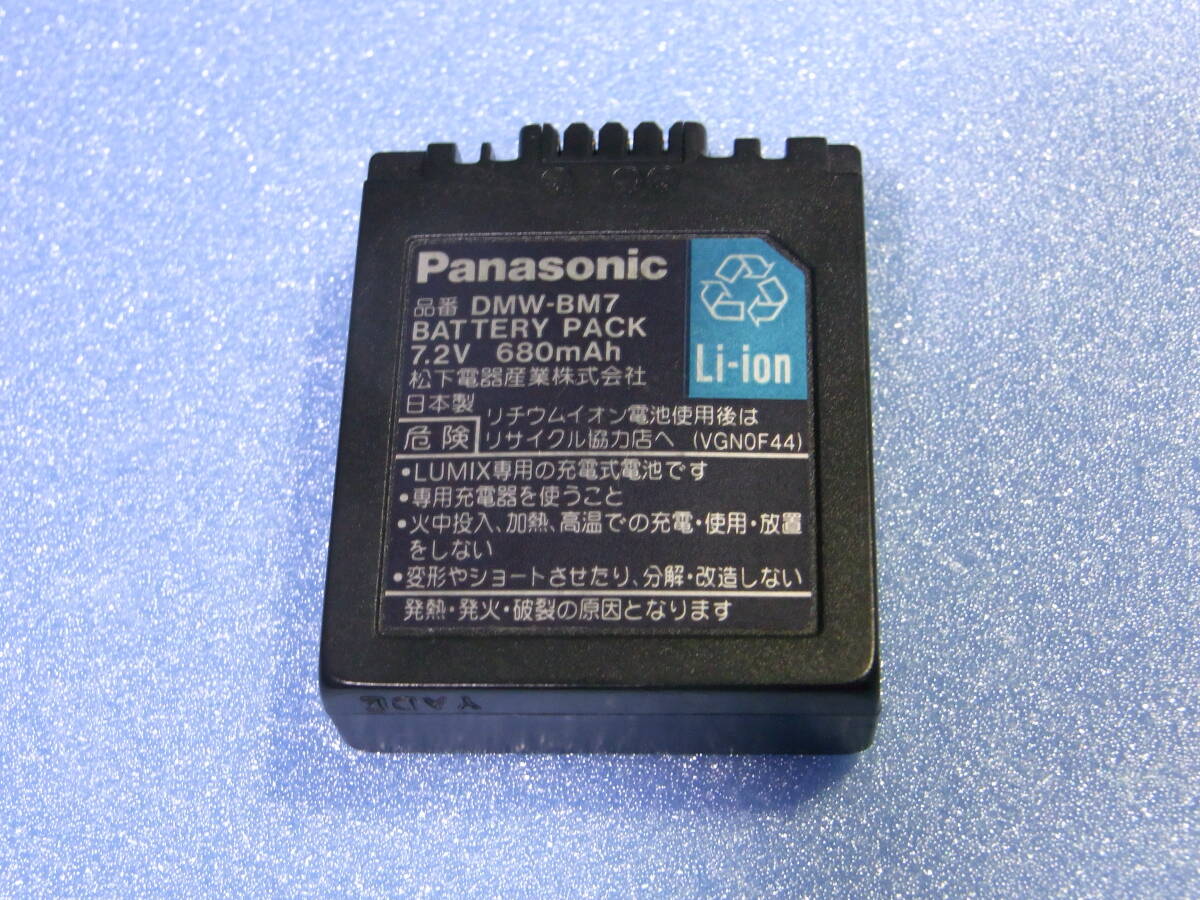 Panasonic
品番 DMW-BM7
BATTERY PACK
7.2V 680mAh
Li-ion
松下電器産業株式会社
日本製
危険
リチウムイオン電池使用後は
リサイクル協力店へ (VGN0F44)
•LUMIX専用の充電式電池です
•専用充電器を使うこと
•火中投入、加熱、高温での充電・使用・放置
をしない
•変形やショートさせたり、分解・改造しない
発熱・発火・破裂の原因となります